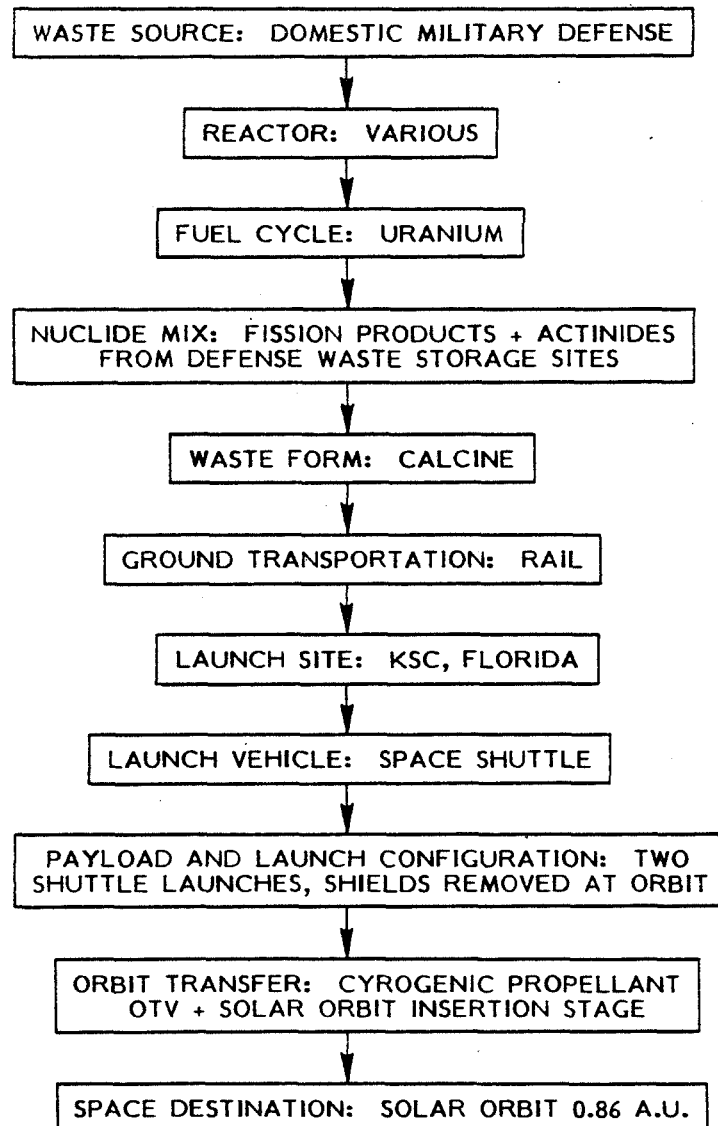 WASTE SOURCE: DOMESTIC MILITARY DEFENSE
REACTOR: VARIOUS
FUEL CYCLE: URANIUM
NUCLIDE MIX: FISSION PRODUCTS + ACTINIDES
FROM DEFENSE WASTE STORAGE SITES
WASTE FORM: CALCINE
GROUND TRANSPORTATION: RAIL
LAUNCH SITE: KSC, FLORIDA
LAUNCH VEHICLE: SPACE SHUTTLE
PAYLOAD AND LAUNCH CONFIGURATION: TWO
SHUTTLE LAUNCHES, SHIELDS REMOVED AT ORBIT
ORBIT TRANSFER: CYROGENIC PROPELLANT
OTV + SOLAR ORBIT INSERTION STAGE
SPACE DESTINATION: SOLAR ORBIT 0.86 A.U.